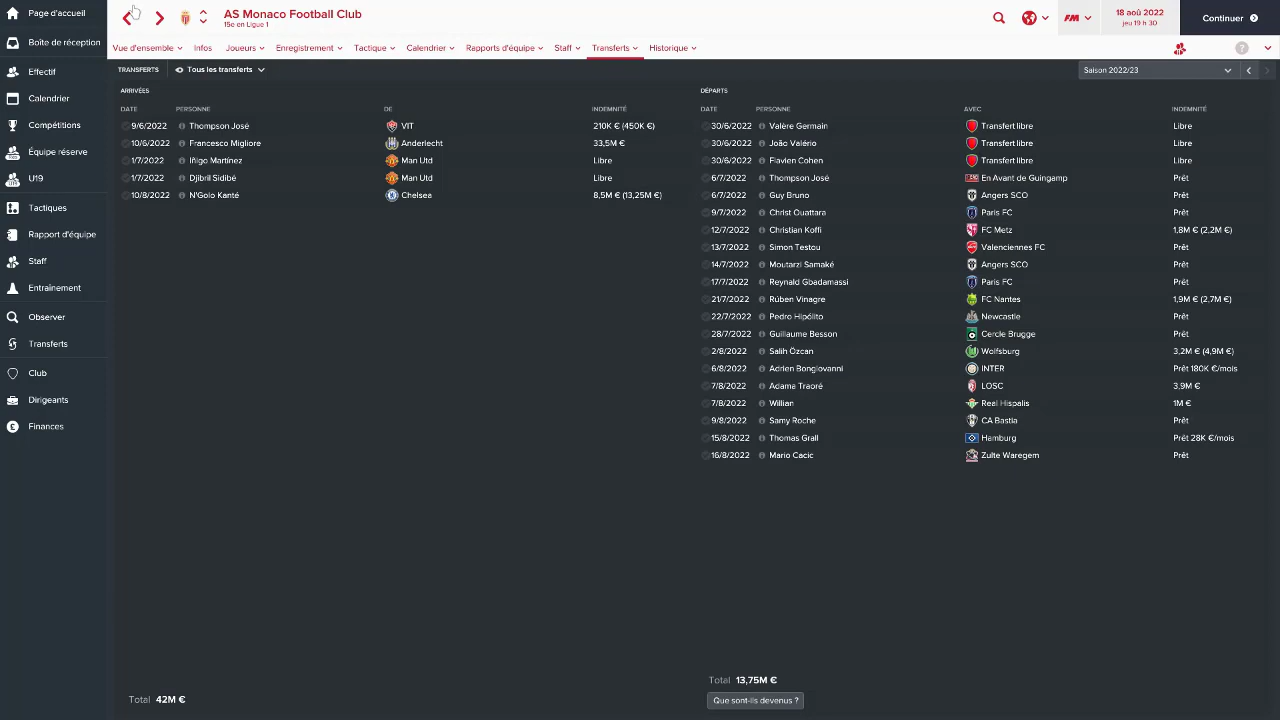 Page d'accueil
Boîte de réception
Effectif
Calendrier
Compétitions
Équipe réserve
U19
Tactiques
Rapport d'équipe
Staff
Entraînement
Observer
Transferts
Club
Dirigeants
Finances
AS Monaco Football Club
15e en Ligue 1
FM
18 aoû 2022
jeu 19 h 30
Continuer
Vue d'ensemble Infos Joueurs Enregistrement Tactique Calendrier Rapports d'équipe Staff Transferts Historique
TRANSFERTS Tous les transferts Saison 2022/23
ARRIVÉES
DATE PERSONNE DE INDEMNITÉ
9/6/2022 Thompson José VIT 210K € (450K €)
10/6/2022 Francesco Migliore Anderlecht 33,5M €
1/7/2022 Iñigo Martínez Man Utd Libre
1/7/2022 Djibril Sidibé Man Utd Libre
10/8/2022 N'Golo Kanté Chelsea 8,5M € (13,25M €)
Total 42M €
DÉPARTS
DATE PERSONNE AVEC INDEMNITÉ
30/6/2022 Valère Germain Transfert libre Libre
30/6/2022 João Valério Transfert libre Libre
30/6/2022 Flavien Cohen Transfert libre Libre
6/7/2022 Thompson José En Avant de Guingamp Prêt
6/7/2022 Guy Bruno Angers SCO Prêt
9/7/2022 Christ Ouattara Paris FC Prêt
12/7/2022 Christian Koffi FC Metz 1,8M € (2,2M €)
13/7/2022 Simon Testou Valenciennes FC Prêt
14/7/2022 Moutarzi Samaké Angers SCO Prêt
17/7/2022 Reynald Gbadamassi Paris FC Prêt
21/7/2022 Rúben Vinagre FC Nantes 1,9M € (2,7M €)
22/7/2022 Pedro Hipólito Newcastle Prêt
28/7/2022 Guillaume Besson Cercle Brugge Prêt
2/8/2022 Salih Özcan Wolfsburg 3,2M € (4,9M €)
6/8/2022 Adrien Bongiovanni INTER Prêt 180K €/mois
7/8/2022 Adama Traoré LOSC 3,9M €
7/8/2022 Willian Real Hispalis 1M €
9/8/2022 Samy Roche CA Bastia Prêt
15/8/2022 Thomas Grall Hamburg Prêt 28K €/mois
16/8/2022 Mario Cacic Zulte Waregem Prêt
Total 13,75M €
Que sont-ils devenus ?